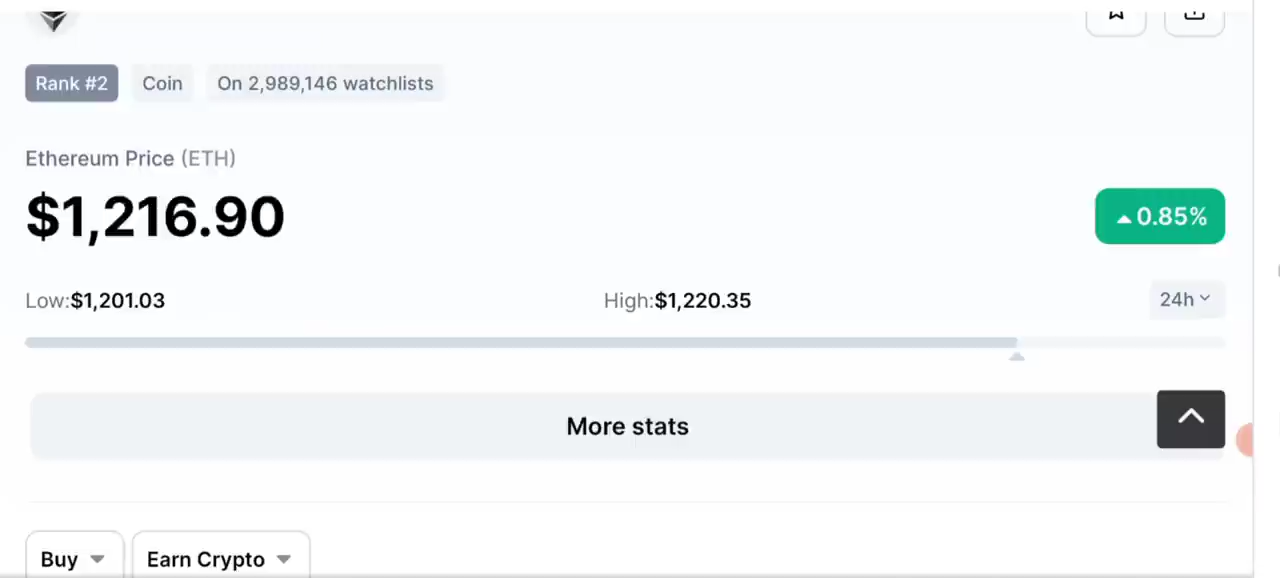 Rank #2 Coin On 2,989,146 watchlists
Ethereum Price (ETH)
$1,216.90 0.85%
Low:$1,201.03 High:$1,220.35 24h
More stats
Buy Earn Crypto